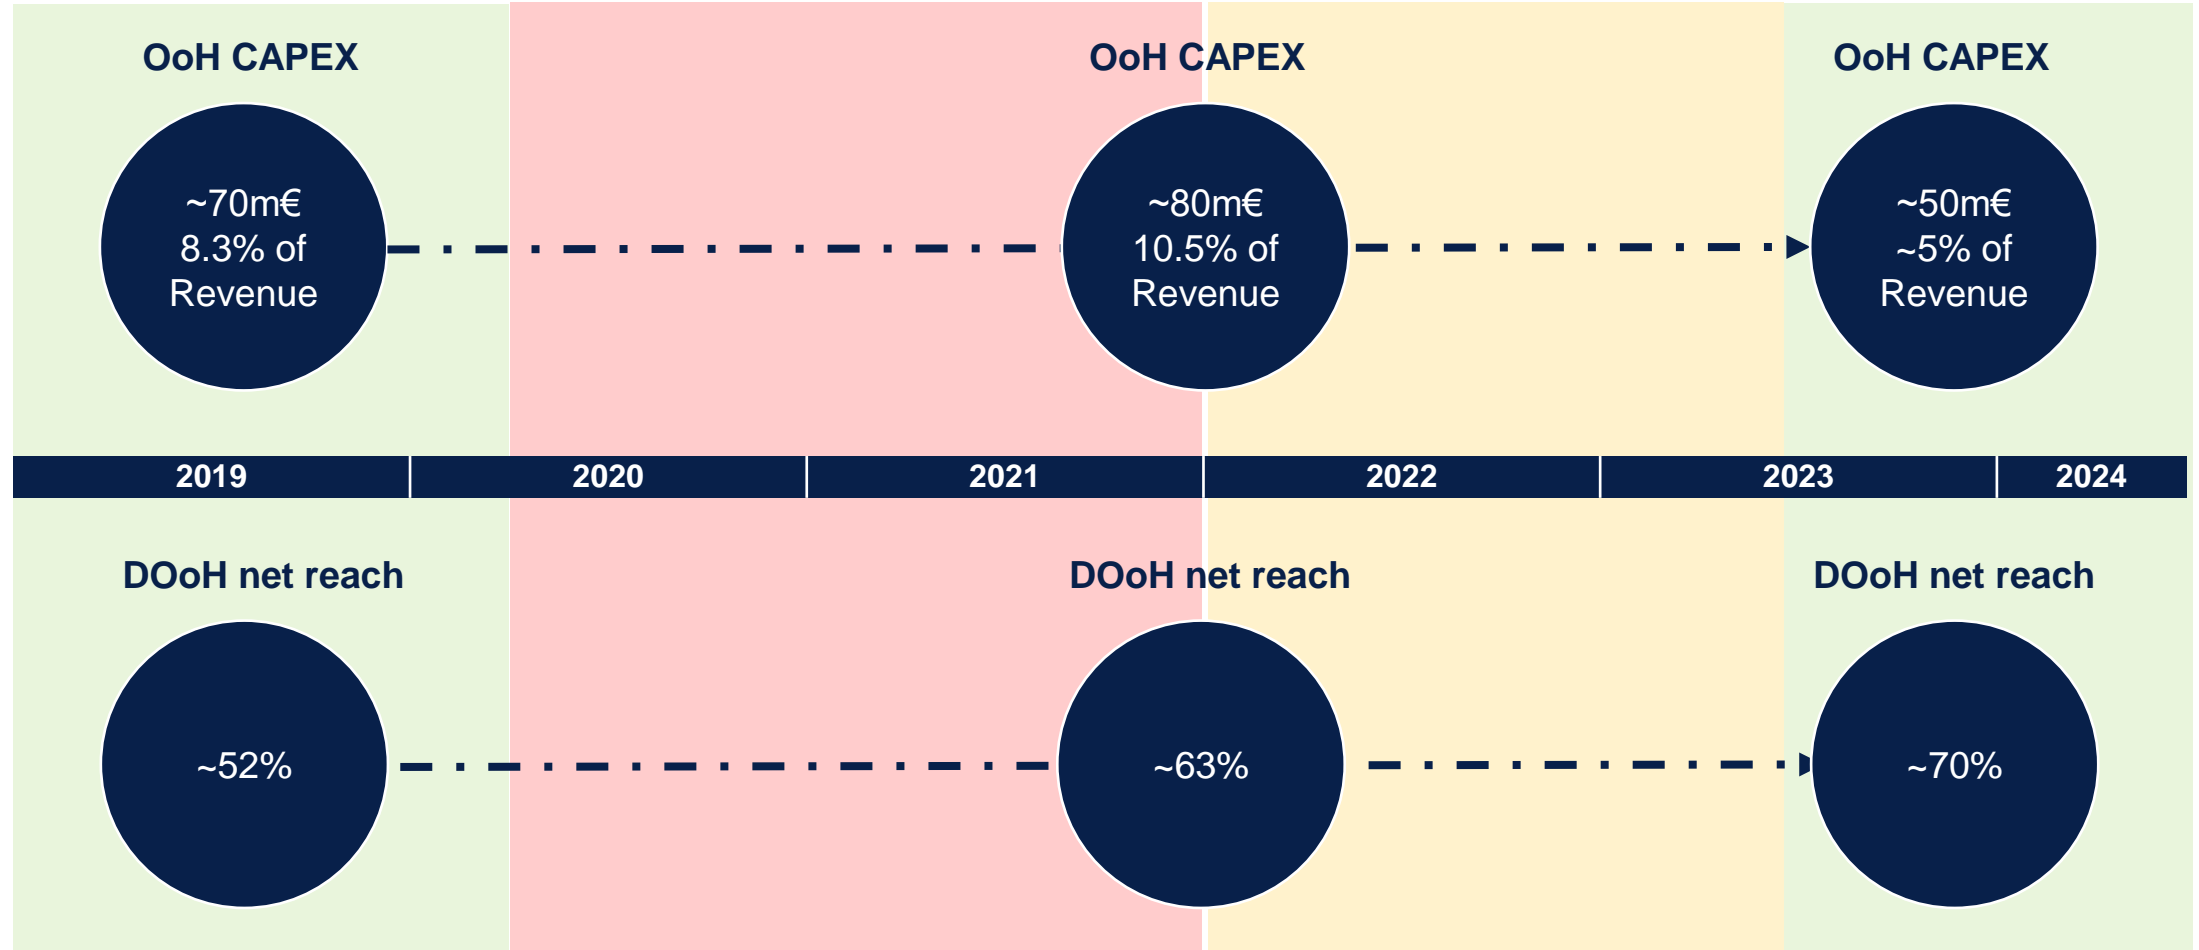 OoH CAPEX
OoH CAPEX
OoH CAPEX
~70m€
8.3% of
Revenue
~80m€
10.5% of
Revenue
~50m€
~5% of
Revenue
2019
2020
2021
2022
2023
2024
DOoH net reach
DOoH net reach
DOoH net reach
~52%
~63%
~70%